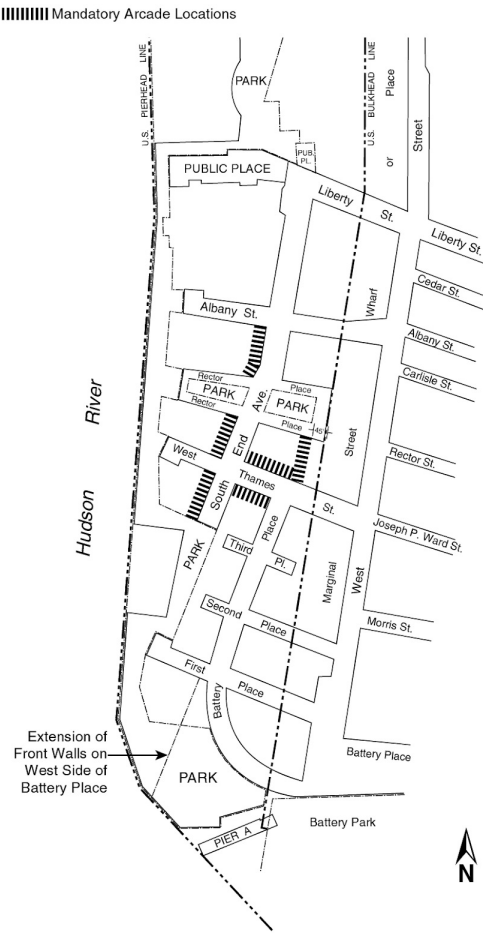 Mandatory Arcade Locations
U.S. PIERHEAD LINE
PARK
U.S. BULKHEAD LINE
Marginal Street Wharf or Place
PUB.
PL.
PUBLIC PLACE
Liberty St.
Liberty St.
West Street
Cedar St.
Albany St.
Albany St.
Carlisle St.
Rector Place
PARK
PARK
Rector Place
45'
South End Ave
Rector St.
West Thames St.
Joseph P. Ward St.
Hudson River
PARK
Third Pl.
Second Place
Morris St.
First Place
Battery Place
Battery Place
Extension of
Front Walls on
West Side of
Battery Place
PARK
PIER A
Battery Park
N